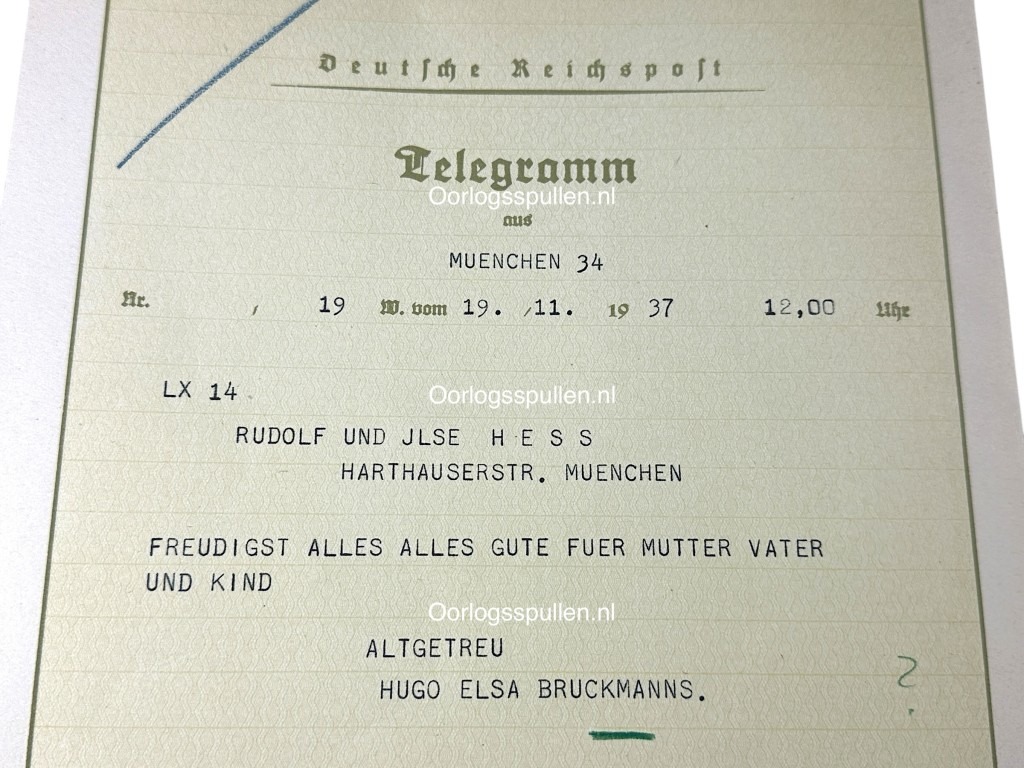 Deutsche Reichspost
Telegramm
Oorlogsspullen.nl
aus
MUENCHEN 34
Nr. , 19 W. vom 19. /11. 19 37 12,00 Uhr
LX 14
Oorlogsspullen.nl
RUDOLF UND JLSE H E S S
HARTHAUSERSTR. MUENCHEN
FREUDIGST ALLES ALLES GUTE FUER MUTTER VATER
UND KIND
Oorlogsspullen.nl
ALTGETREU
HUGO ELSA BRUCKMANNS.
?